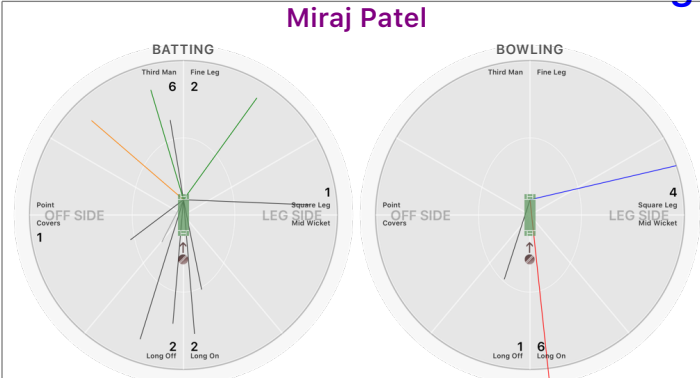 Miraj Patel
BATTING
Third Man Fine Leg
6 2
1
Point Square Leg
OFF SIDE LEG SIDE
Covers Mid Wicket
1
2 2
Long Off Long On
BOWLING
Third Man Fine Leg
4
Point Square Leg
OFF SIDE LEG SIDE
Covers Mid Wicket
1 6
Long Off Long On